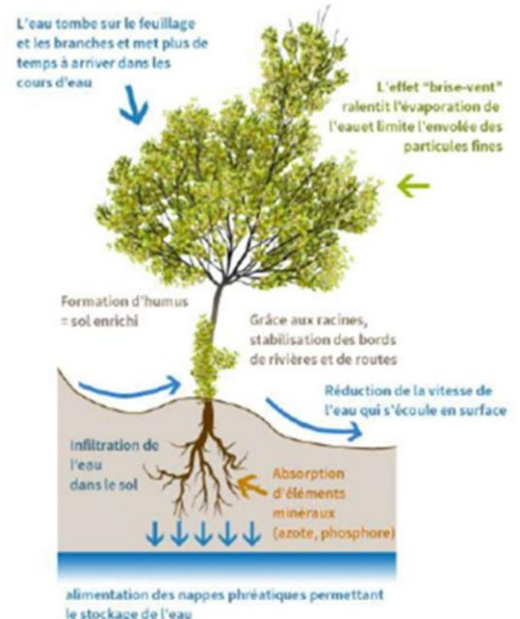 L'eau tombe sur le feuillage
et les branches et met plus de
temps à arriver dans les
cours d'eau
L'effet "brise-vent"
ralentit l'évaporation de
l'eauet limite l'envolée des
particules fines
Formation d'humus
= sol enrichi
Grâce aux racines,
stabilisation des bords
de rivières et de routes
Réduction de la vitesse de
l'eau qui s'écoule en surface
Infiltration de
l'eau
dans le sol
Absorption
d'éléments
minéraux
(azote, phosphore)
alimentation des nappes phréatiques permettant
le stockage de l'eau